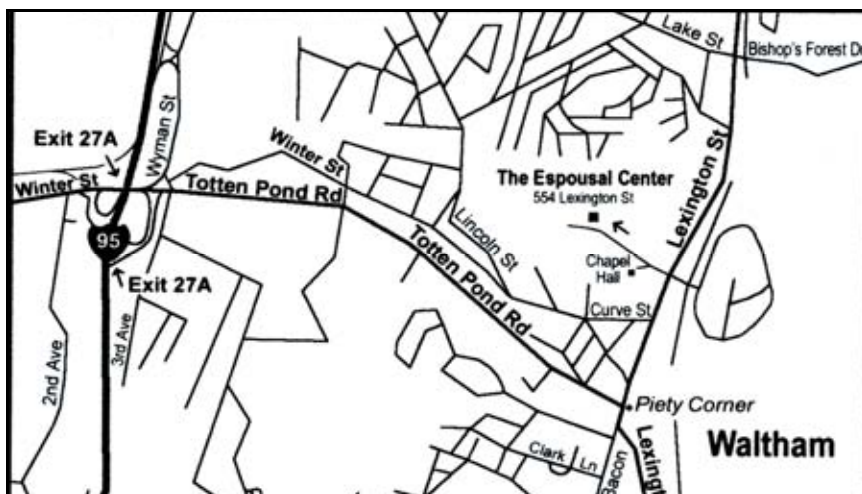 Lake St
Bishop's Forest Dr
Wyman St
Exit 27A
Winter St
Winter St
Totten Pond Rd
The Espousal Center
554 Lexington St
Lexington St
95
Lincoln St
Chapel
Hall
Exit 27A
Totten Pond Rd
Curve St
3rd Ave
2nd Ave
Piety Corner
Clark Ln
Bacon
Lexing
Waltham